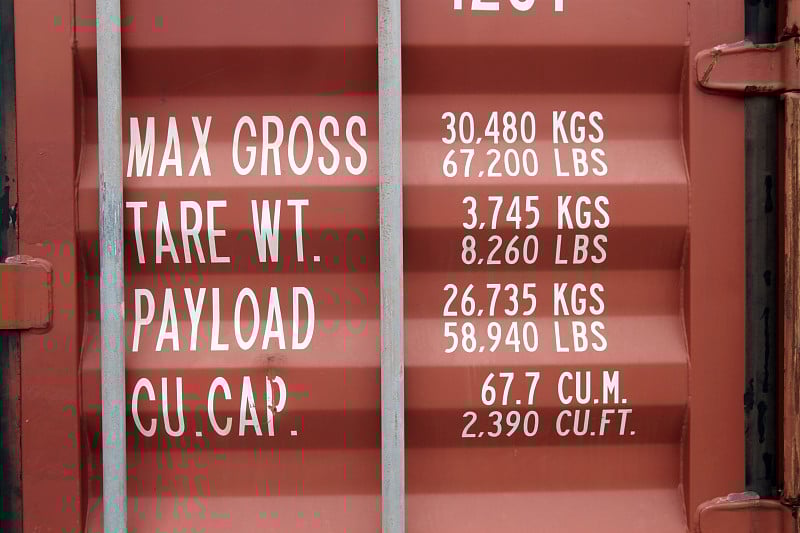 MAX GROSS 30,480 KGS
67,200 LBS
TARE WT. 3,745 KGS
8,260 LBS
PAYLOAD 26,735 KGS
58,940 LBS
CU.CAP. 67.7 CU.M.
2,390 CU.FT.